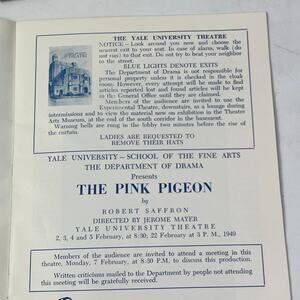 THE YALE UNIVERSITY THEATRE
NOTICE - Look around you now and choose the
nearest exit to your seat. In case of alarm, walk (do
not run) to that exit. Do not try to beat your neighbor
to the street.
BLUE LIGHTS DENOTE EXITS
The Department of Drama is not responsible for
personal property unless it is checked in the cloak
room. However, every attempt will be made to find
articles reported lost and found articles will be kept
in the General Office until they are claimed.
Members of the audience are invited to use the
Experimental Theatre, downstairs, as a lounge during
intermissions and to view the material now on exhibition in the Theatre
Arts Museum, at the end of the south corridor in the basement.
Warning bells are rung in the lobby two minutes before the rise of
the curtain.
LADIES ARE REQUESTED TO
REMOVE THEIR HATS
YALE UNIVERSITY - SCHOOL OF THE FINE ARTS
THE DEPARTMENT OF DRAMA
Presents
THE PINK PIGEON
by
ROBERT SAFFRON
DIRECTED BY JEROME MAYER
YALE UNIVERSITY THEATRE
2, 3, 4 and 5 February, at 8:30; 22 February at 3 P.M., 1949
Members of the audience are invited to attend a meeting in this
theatre, Monday, 7 February, at 8:30 P.M. to discuss this production.
Written criticisms mailed to the Department by people not attending
this meeting will be gratefully received.